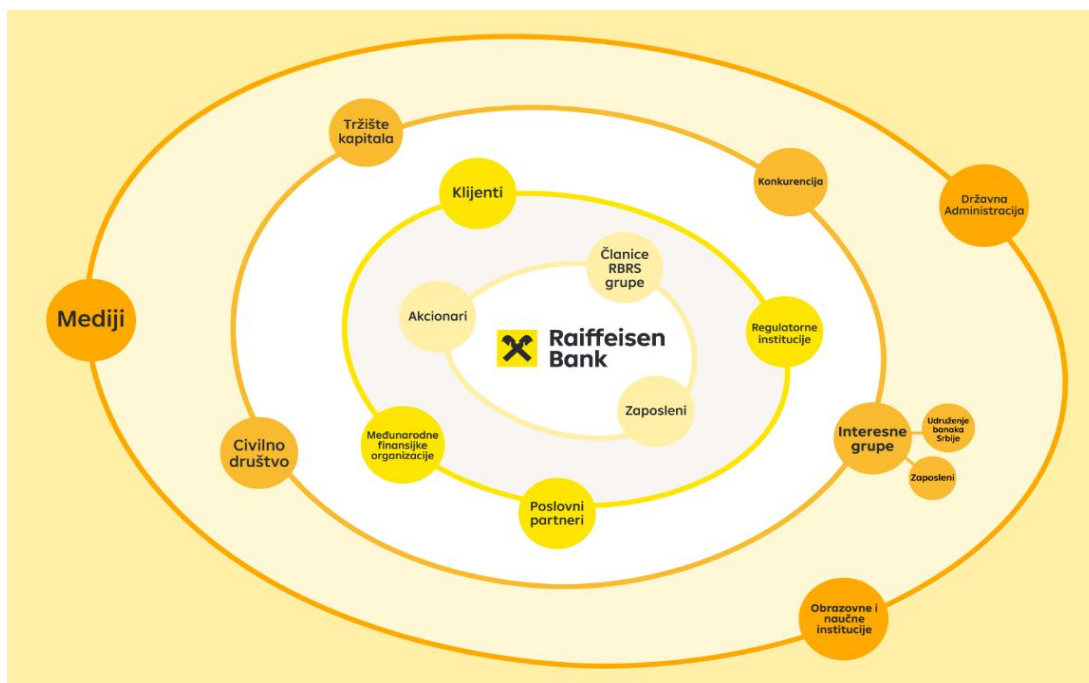 Tržište
kapitala
Konkurencija
Klijenti
Državna
Administracija
Članice
RBRS
grupe
Akcionari
Mediji
Raiffeisen
Bank
Regulatorne
institucije
Zaposleni
Međunarodne
finansijke
organizacije
Civilno
društvo
Interesne
grupe
Udruženje
banaka
Srbije
Zaposleni
Poslovni
partneri
Obrazovne i
naučne
institucije